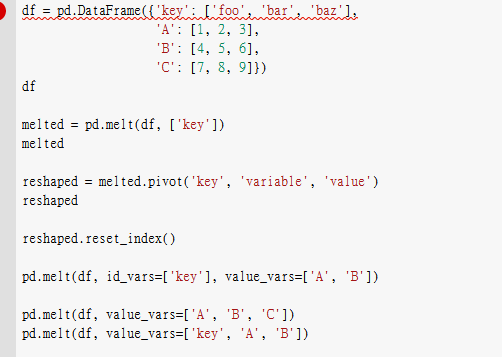 df = pd.DataFrame({'key': ['foo', 'bar', 'baz'],
                   'A': [1, 2, 3],
                   'B': [4, 5, 6],
                   'C': [7, 8, 9]})
df

melted = pd.melt(df, ['key'])
melted

reshaped = melted.pivot('key', 'variable', 'value')
reshaped

reshaped.reset_index()

pd.melt(df, id_vars=['key'], value_vars=['A', 'B'])

pd.melt(df, value_vars=['A', 'B', 'C'])
pd.melt(df, value_vars=['key', 'A', 'B'])